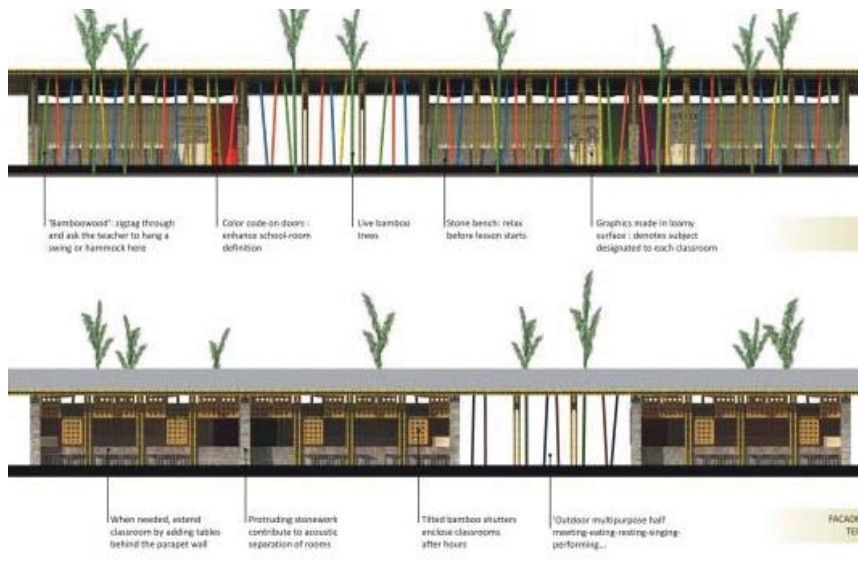 'Bamboowood': zigzag through
and ask the teacher to hang a
swing or hammock here
Color code on doors :
enhance school-room
definition
Live bamboo
trees
Stone bench: relax
before lesson starts
Graphics made in loamy
surface : denotes subject
designated to each classroom
When needed, extend
classroom by adding tables
behind the parapet wall
Protruding stonework
contribute to acoustic
separation of rooms
Tilted bamboo shutters
enclose classrooms
after hours
'Outdoor multipurpose half
meeting-eating-resting-singing-
performing...
FACADE
TE